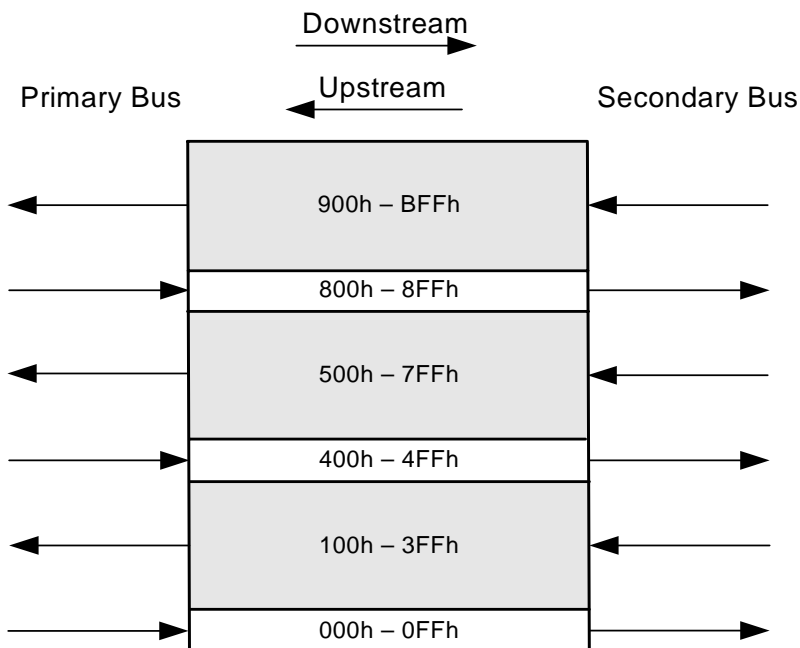 Downstream
Upstream
Primary Bus
Secondary Bus
900h – BFFh
800h – 8FFh
500h – 7FFh
400h – 4FFh
100h – 3FFh
000h – 0FFh